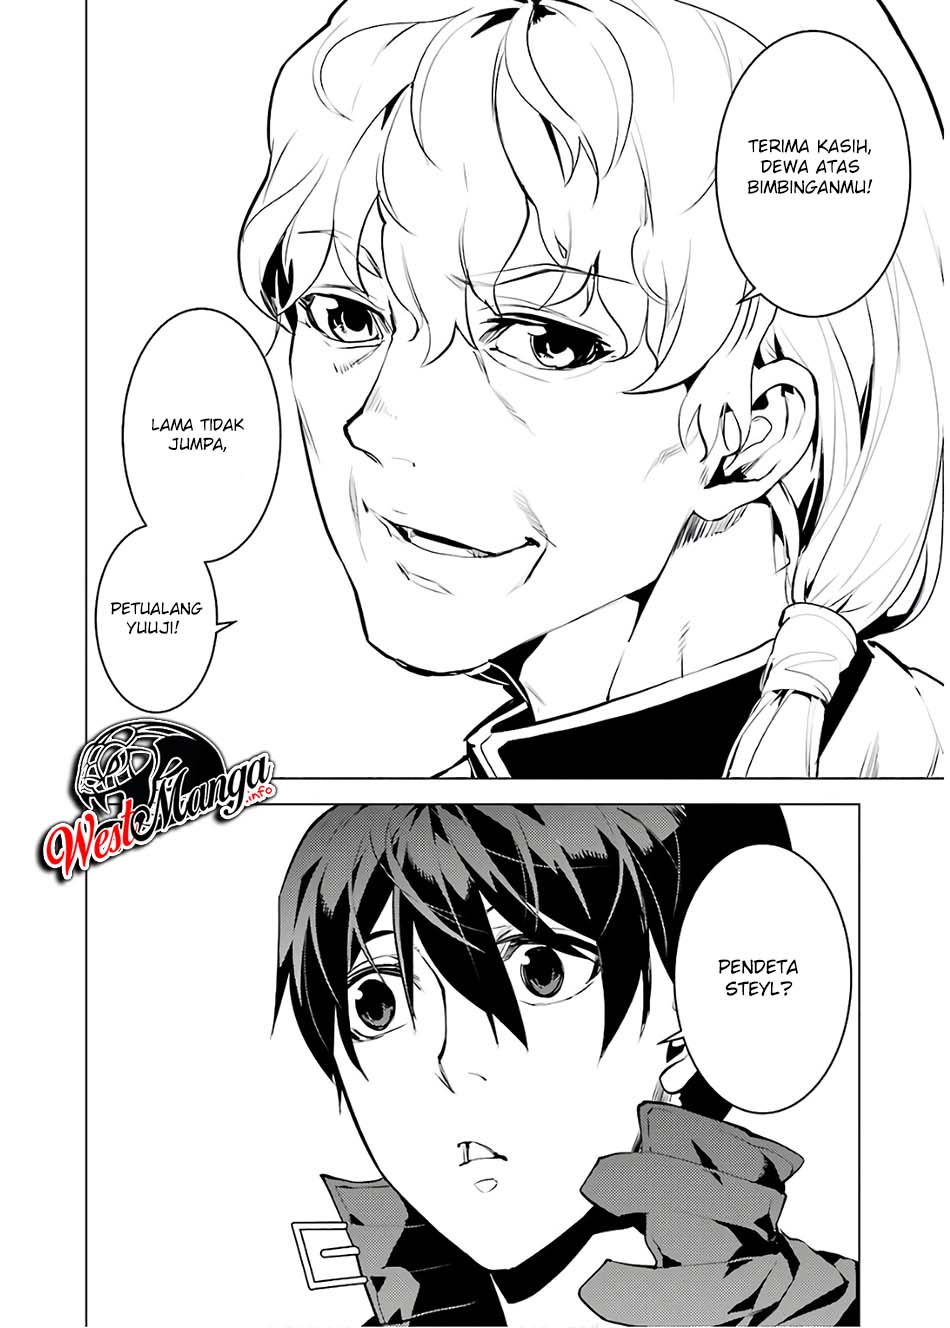 TERIMA KASIH,
DEWA ATAS
BIMBINGANMU!
LAMA TIDAK
JUMPA,
PETUALANG
YUUJI!
WestManga
.info
PENDETA
STEYL?